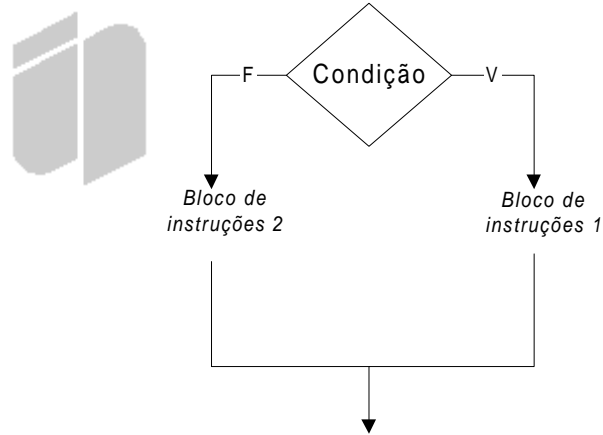 Condição
F
V
Bloco de
instruções 2
Bloco de
instruções 1